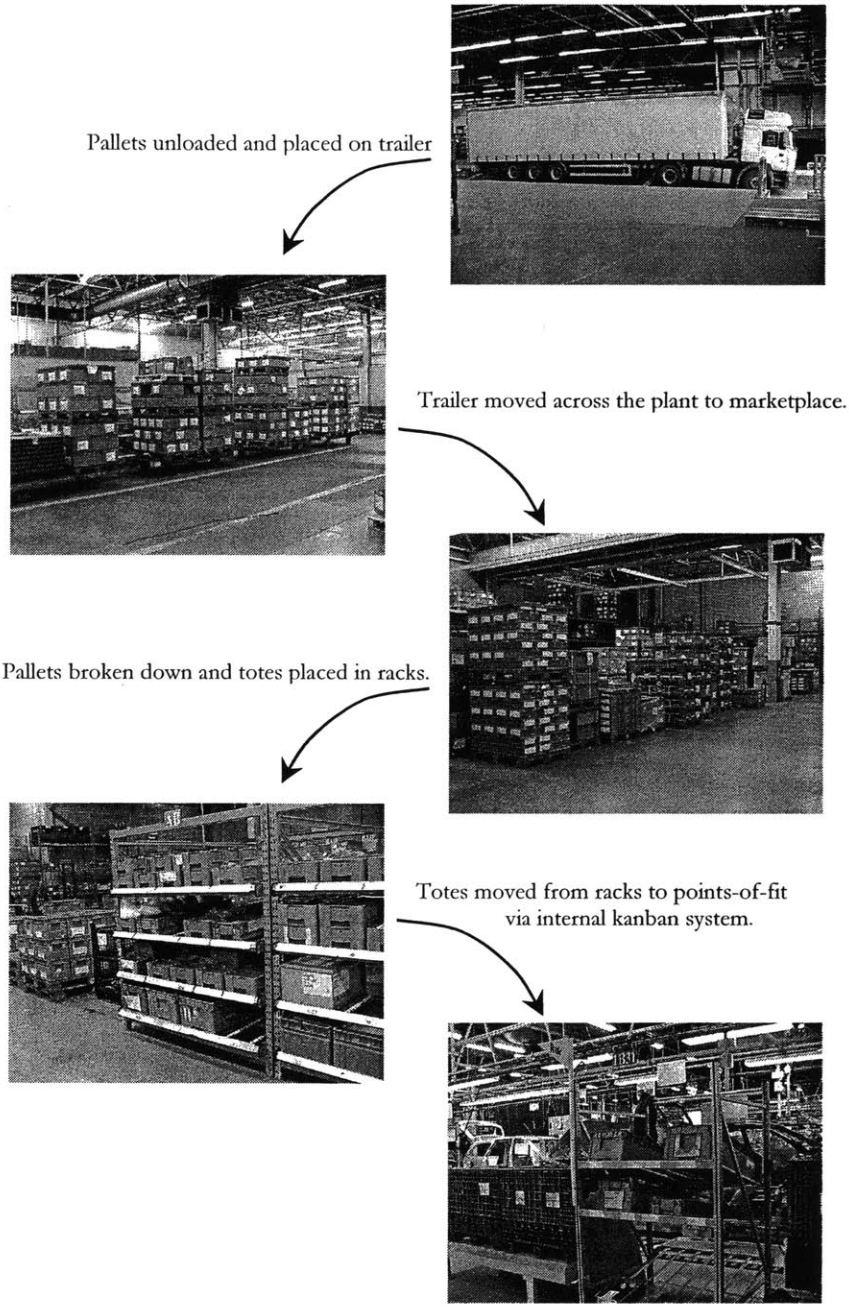 Pallets unloaded and placed on trailer
Trailer moved across the plant to marketplace.
Pallets broken down and totes placed in racks.
Totes moved from racks to points-of-fit
via internal kanban system.